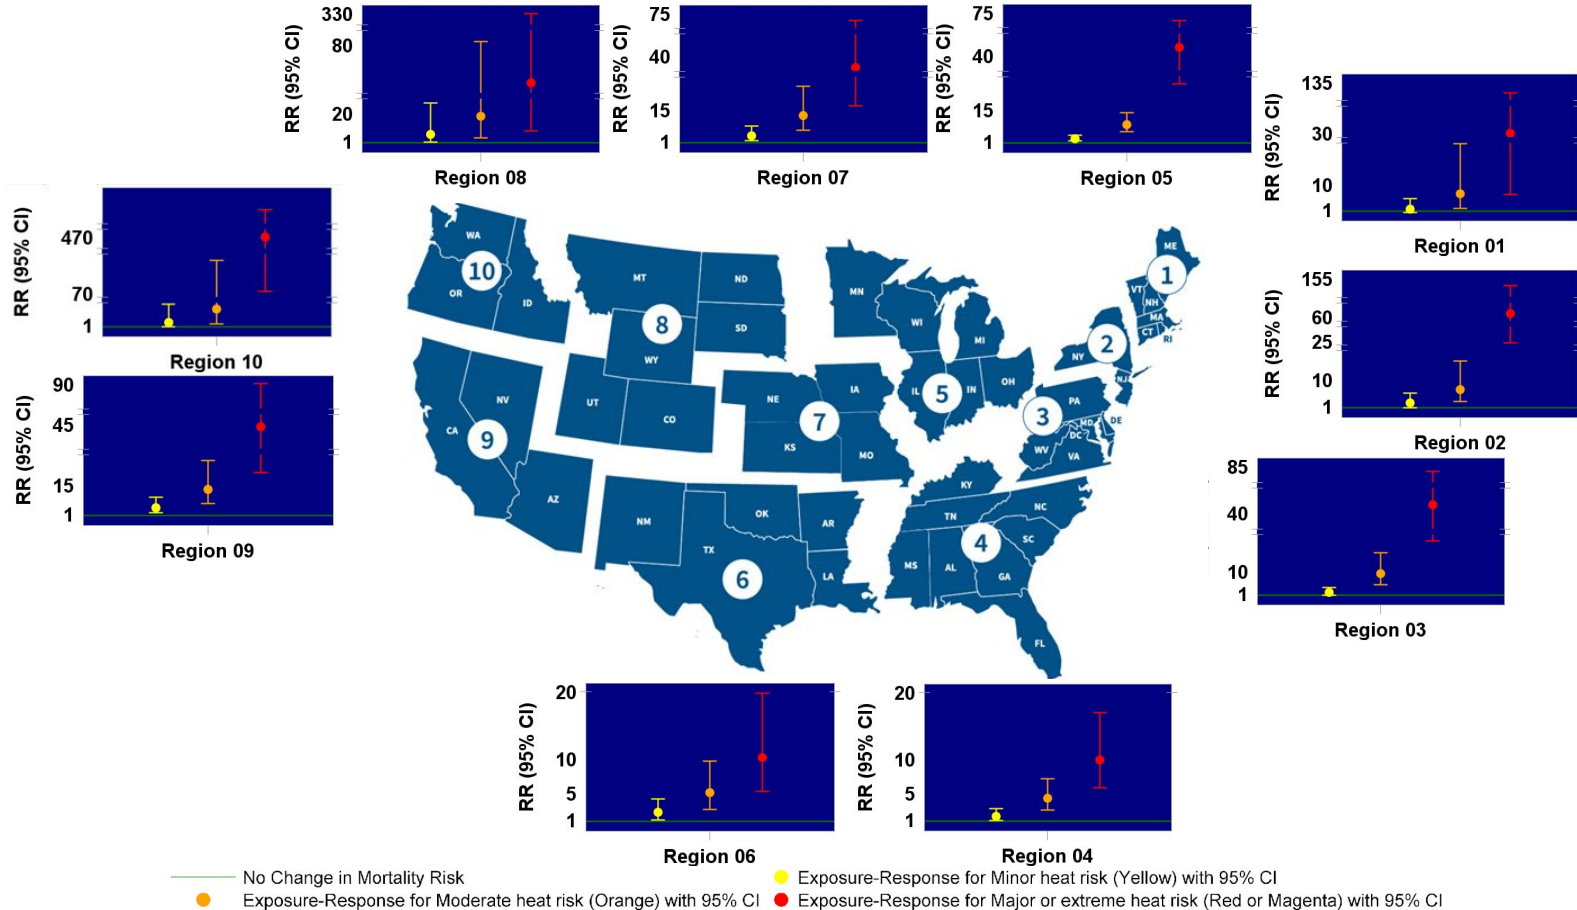 330
80
20
1
RR (95% CI)
Region 08
75
40
15
1
RR (95% CI)
Region 07
75
40
15
1
RR (95% CI)
Region 05
135
30
10
1
RR (95% CI)
Region 01
470
70
1
RR (95% CI)
Region 10
155
60
25
10
1
RR (95% CI)
Region 02
90
45
15
1
RR (95% CI)
Region 09
85
40
10
1
RR (95% CI)
Region 03
WA
OR
ID
10
MT
ND
SD
WY
8
UT
CO
MN
WI
MI
IL
IN
OH
5
ME
VT
NH
MA
CT
RI
1
NY
NJ
2
PA
MD
DE
DC
WV
VA
3
NE
IA
KS
MO
7
NV
CA
AZ
9
NM
OK
AR
TX
LA
6
KY
TN
NC
SC
MS
AL
GA
FL
4
20
10
5
1
RR (95% CI)
Region 06
20
10
5
1
RR (95% CI)
Region 04
No Change in Mortality Risk
Exposure-Response for Minor heat risk (Yellow) with 95% CI
Exposure-Response for Moderate heat risk (Orange) with 95% CI
Exposure-Response for Major or extreme heat risk (Red or Magenta) with 95% CI